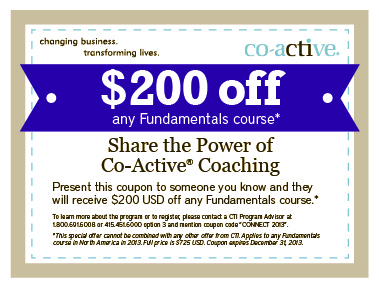 changing business.
transforming lives.
co-active.
$200 off
any Fundamentals course*
Share the Power of
Co-Active® Coaching
Present this coupon to someone you know and they
will receive $200 USD off any Fundamentals course.*
To learn more about the program or to register, please contact a CTI Program Advisor at
1.800.691.6008 or 415.451.6000 option 3 and mention coupon code "CONNECT 2013".
*This special offer cannot be combined with any other offer from CTI. Applies to any Fundamentals
course in North America in 2013. Full price is $725 USD. Coupon expires December 31, 2013.